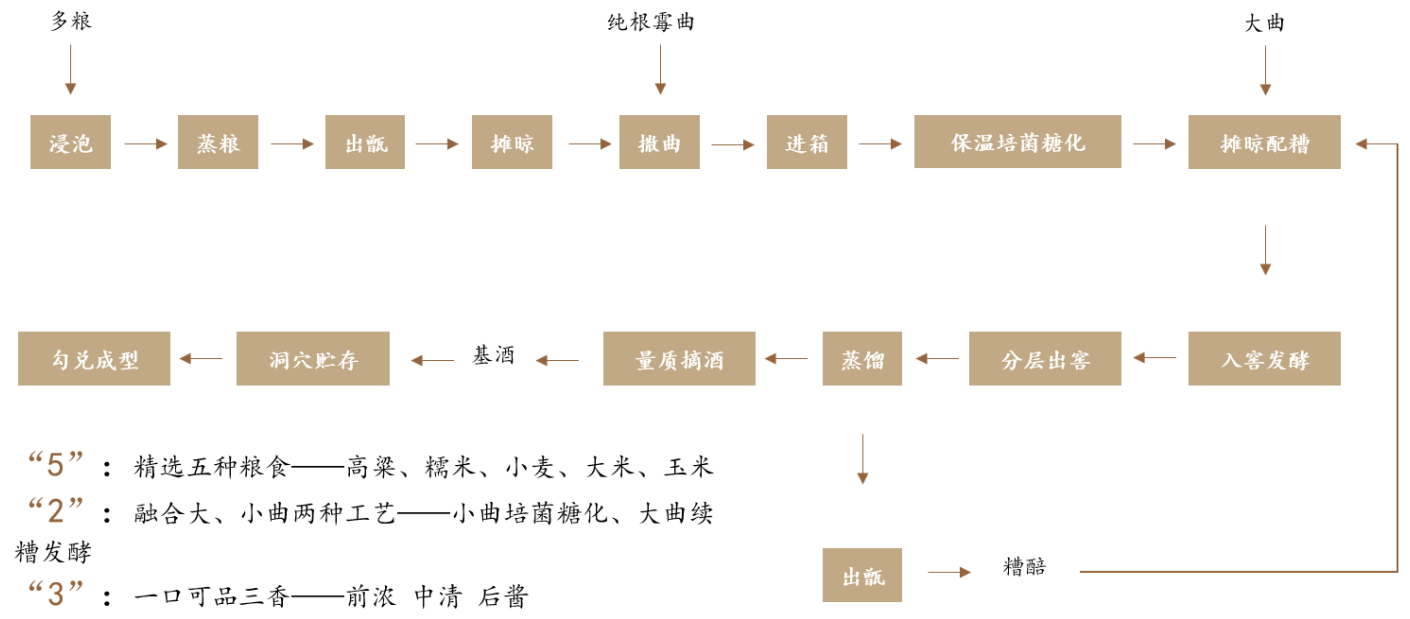 多粮
纯根霉曲
大曲
浸泡
蒸粮
出甑
摊晾
撒曲
进箱
保温培菌糖化
摊晾配糟
勾兑成型
洞穴贮存
基酒
量质摘酒
蒸馏
分层出窖
入窖发酵
“5”：精选五种粮食——高粱、糯米、小麦、大米、玉米
“2”：融合大、小曲两种工艺——小曲培菌糖化、大曲续
糟发酵
“3”：一口可品三香——前浓 中清 后酱
出甑
糟醅